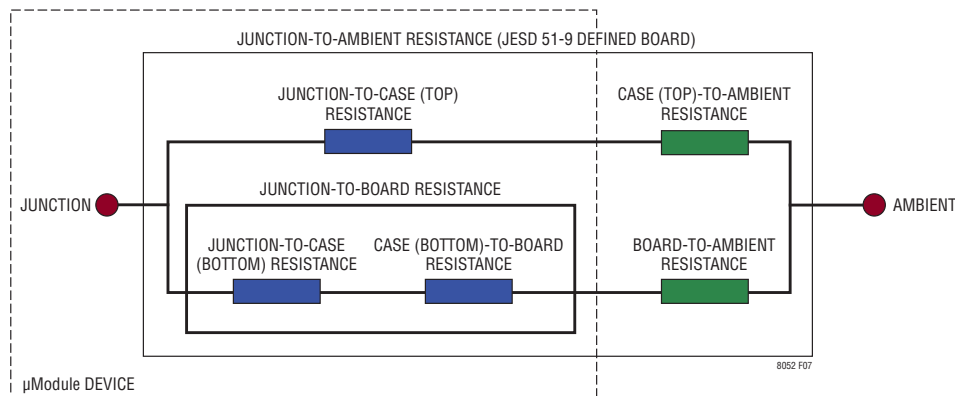 JUNCTION-TO-AMBIENT RESISTANCE (JESD 51-9 DEFINED BOARD)
JUNCTION-TO-CASE (TOP)
RESISTANCE
CASE (TOP)-TO-AMBIENT
RESISTANCE
JUNCTION-TO-BOARD RESISTANCE
JUNCTION
AMBIENT
JUNCTION-TO-CASE
(BOTTOM) RESISTANCE
CASE (BOTTOM)-TO-BOARD
RESISTANCE
BOARD-TO-AMBIENT
RESISTANCE
8052 F07
µModule DEVICE